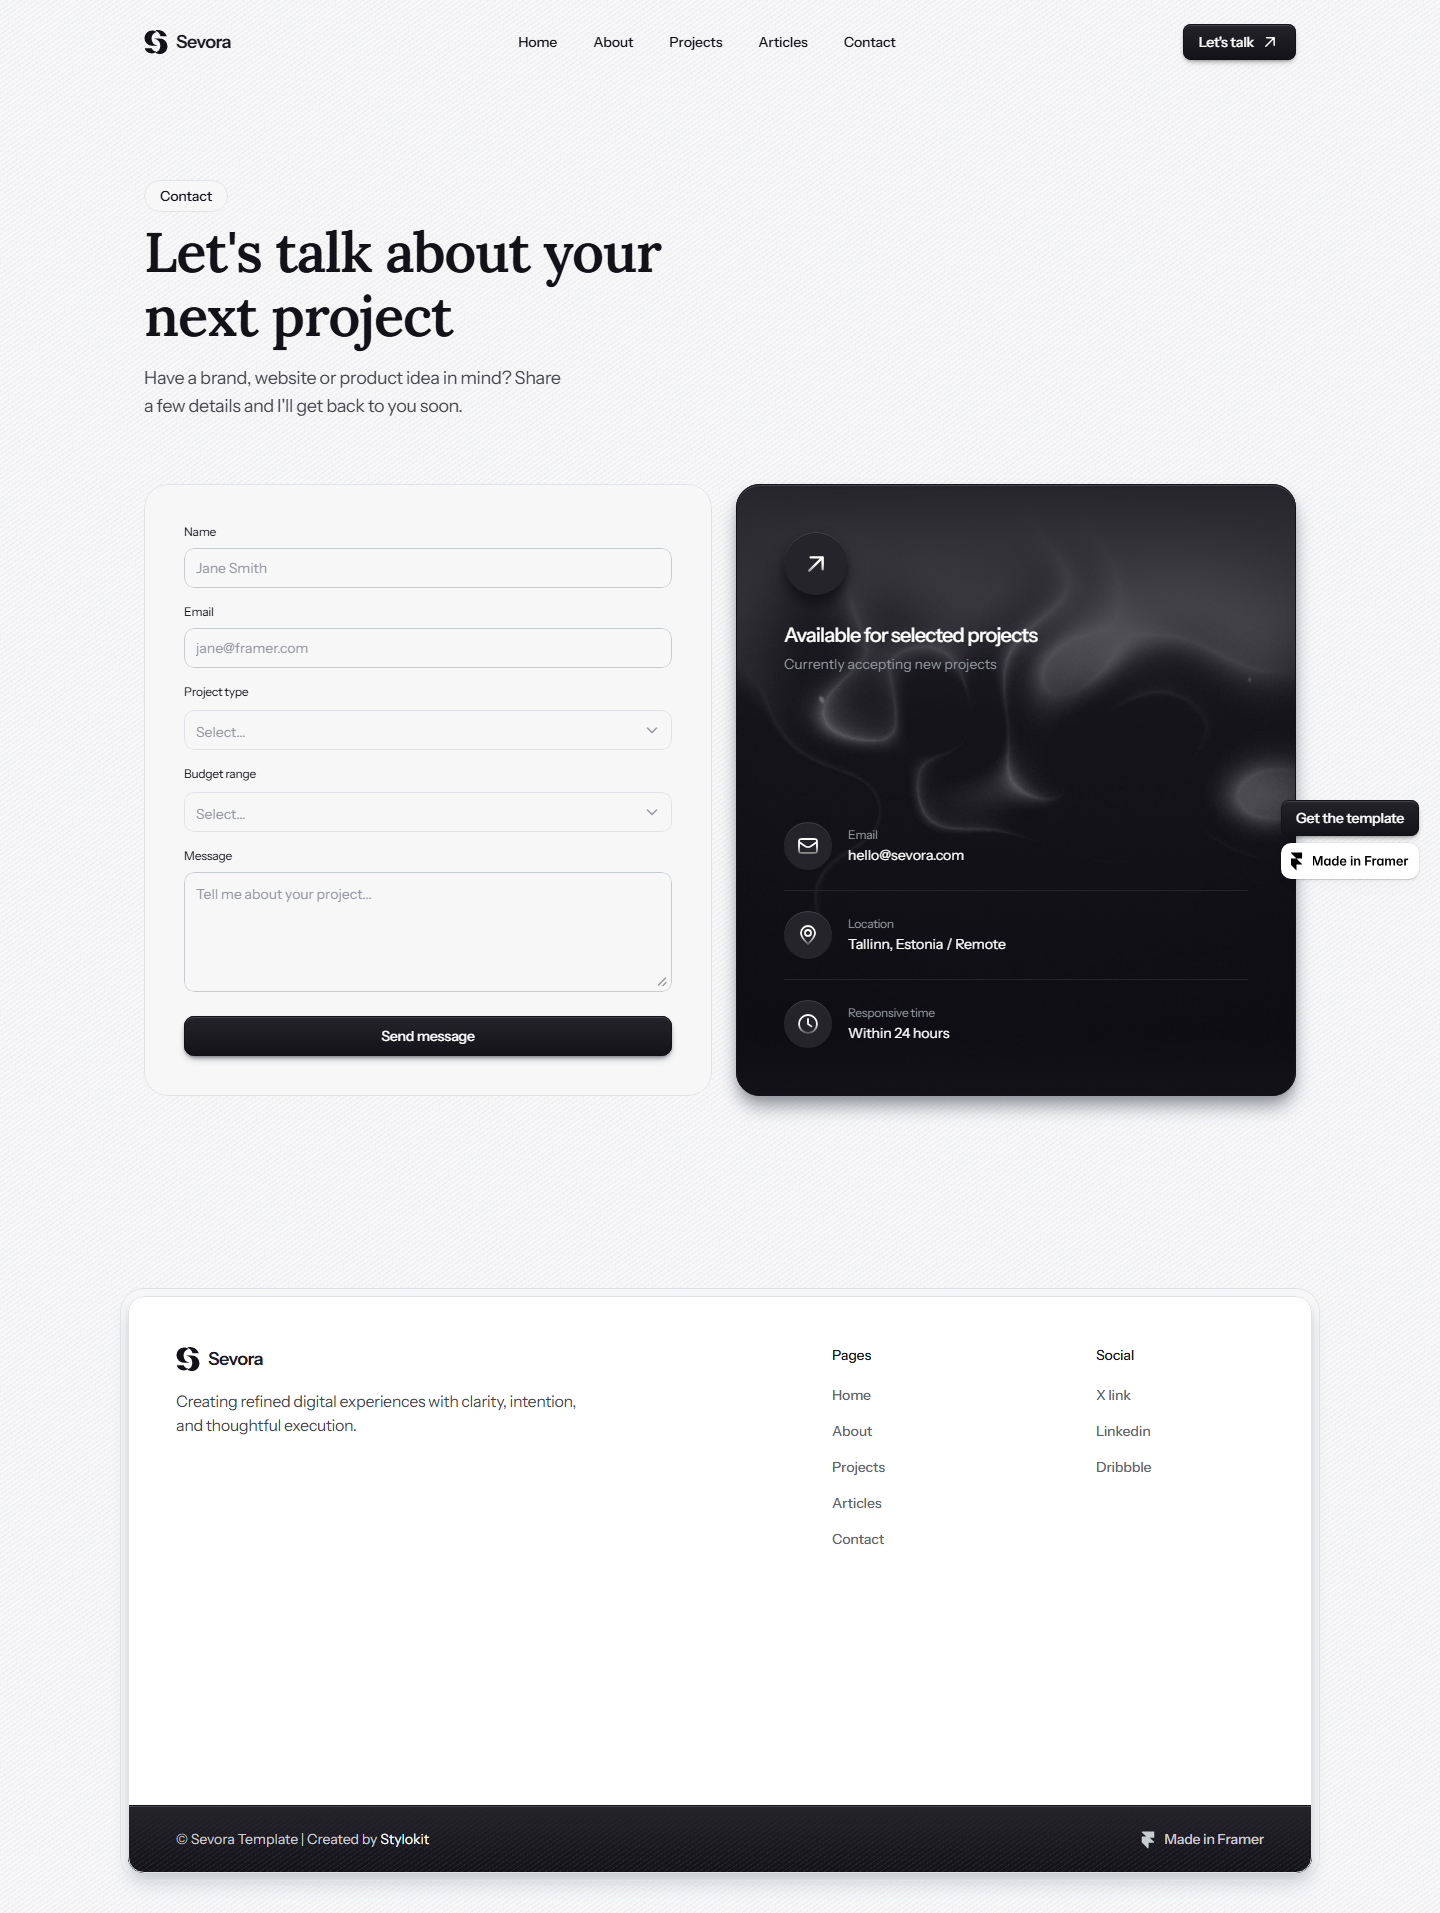 Sevora
Home
About
Projects
Articles
Contact
Let's talk
Contact
Let's talk about your
next project
Have a brand, website or product idea in mind? Share
a few details and I'll get back to you soon.
Name
Jane Smith
Email
jane@framer.com
Project type
Select...
Budget range
Select...
Message
Tell me about your project...
Send message
Available for selected projects
Currently accepting new projects
Email
hello@sevora.com
Location
Tallinn, Estonia / Remote
Responsive time
Within 24 hours
Get the template
Made in Framer
Sevora
Creating refined digital experiences with clarity, intention,
and thoughtful execution.
Pages
Home
About
Projects
Articles
Contact
Social
X link
Linkedin
Dribbble
© Sevora Template | Created by Stylokit
Made in Framer